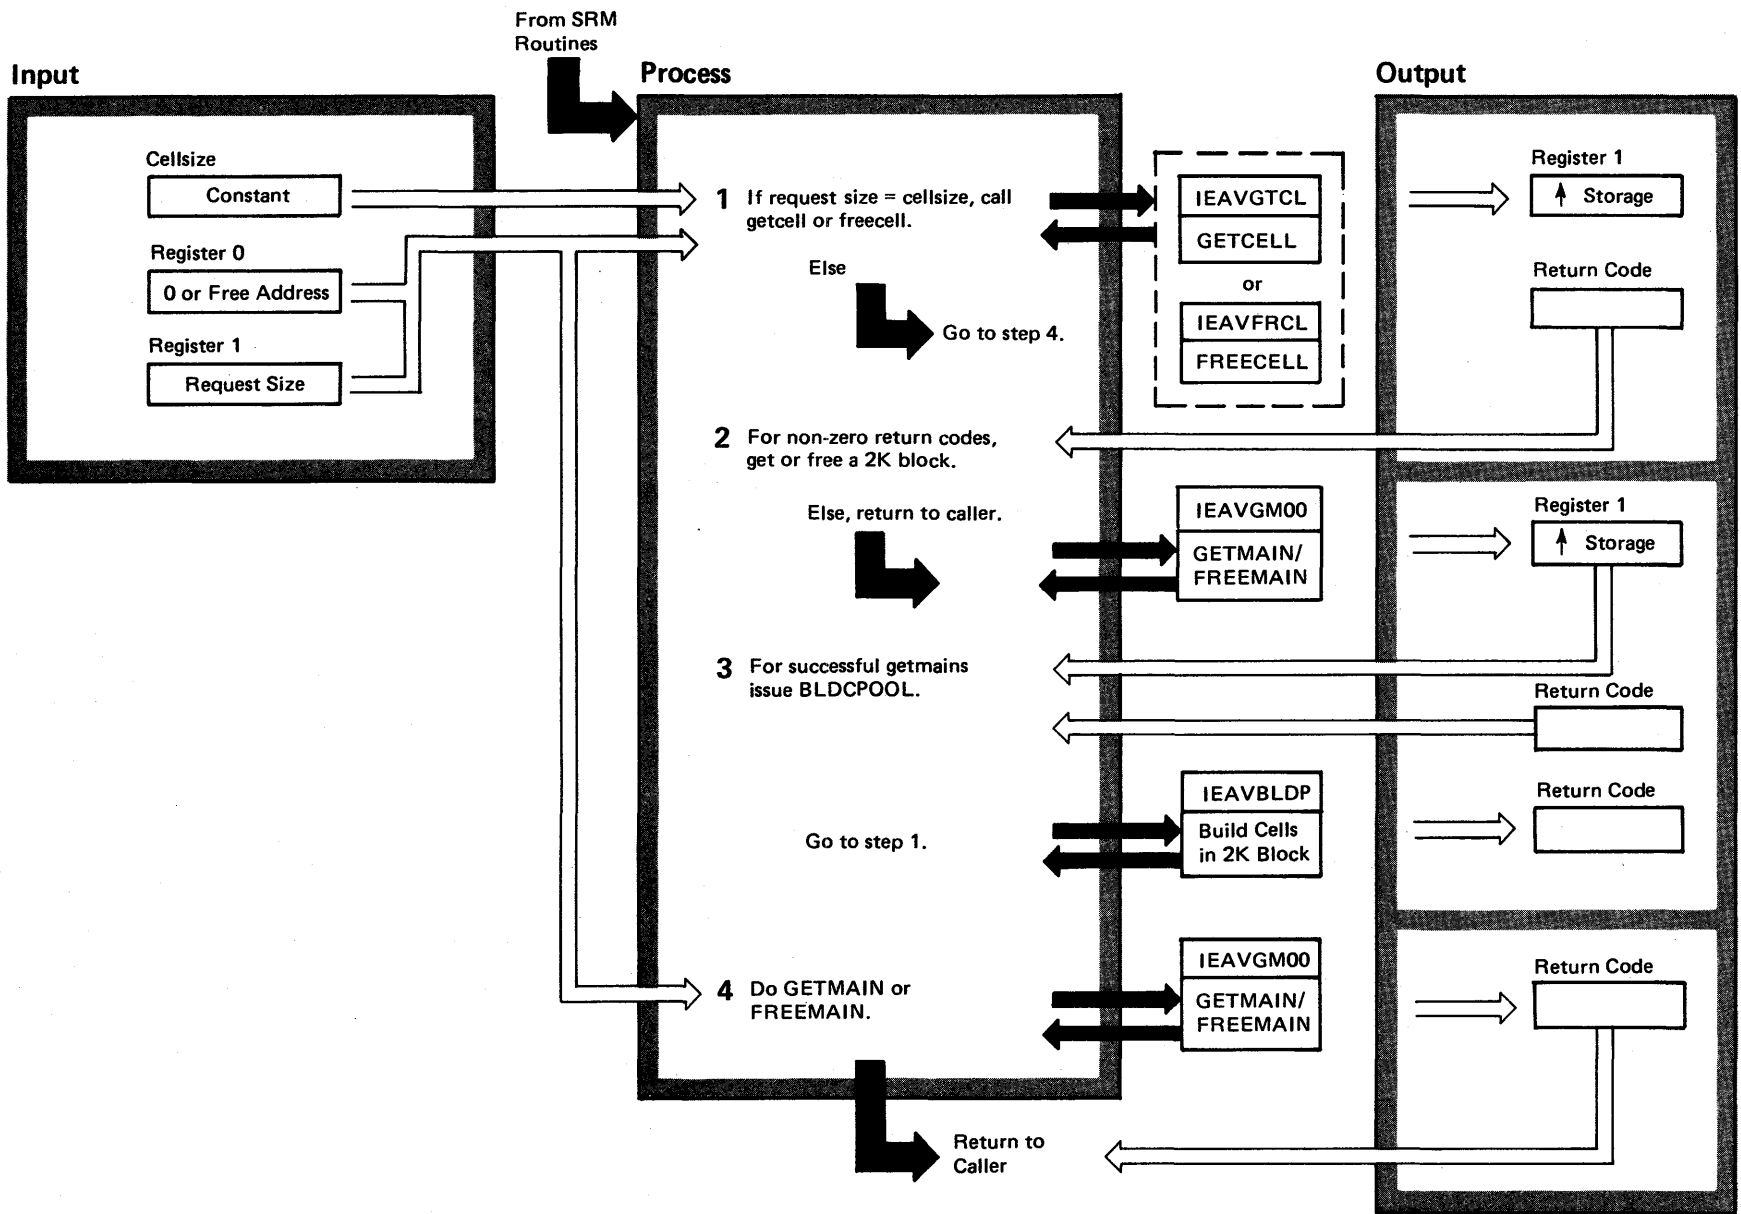 From SRM
Routines
Input
Process
Output
Cellsize
Constant
Register 0
0 or Free Address
Register 1
Request Size
1 If request size = cellsize, call
getcell or freecell.
Else
Go to step 4.
IEAVGTCL
GETCELL
or
IEAVFRCL
FREECELL
Register 1
Storage
Return Code
2 For non-zero return codes,
get or free a 2K block.
Else, return to caller.
IEAVGM00
GETMAIN/
FREEMAIN
Register 1
Storage
3 For successful getmains
issue BLDCPOOL.
Return Code
Go to step 1.
IEAVBLDP
Build Cells
in 2K Block
Return Code
4 Do GETMAIN or
FREEMAIN.
IEAVGM00
GETMAIN/
FREEMAIN
Return Code
Return to
Caller